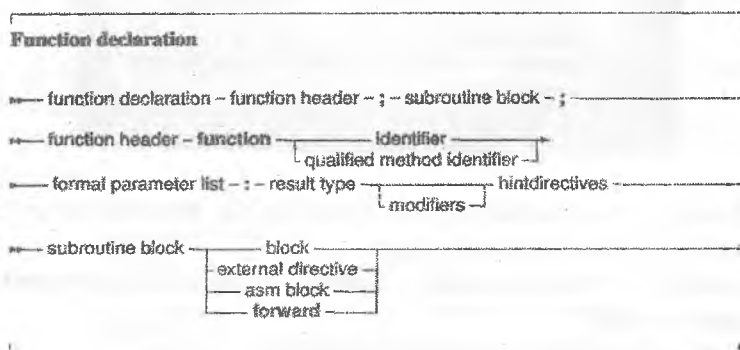 Function declaration
function declaration – function header – ; – subroutine block – ;
function header – function identifier
qualified method identifier
formal parameter list – : – result type hintdirectives
modifiers
subroutine block block
external directive
asm block
forward